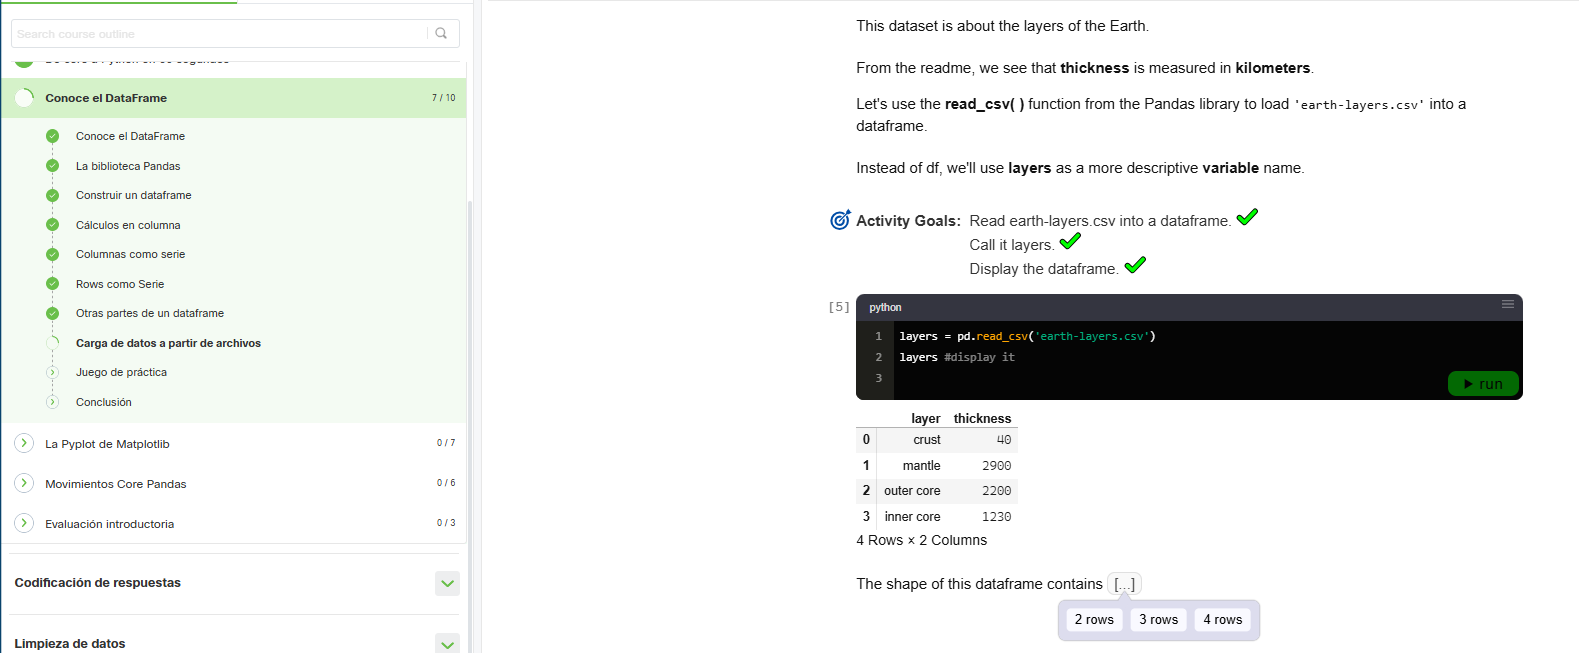 Search course outline
Conoce el DataFrame 7 / 10
Conoce el DataFrame
La biblioteca Pandas
Construir un dataframe
Cálculos en columna
Columnas como serie
Rows como Serie
Otras partes de un dataframe
Carga de datos a partir de archivos
Juego de práctica
Conclusión
La Pyplot de Matplotlib 0 / 7
Movimientos Core Pandas 0 / 6
Evaluación introductoria 0 / 3
Codificación de respuestas
Limpieza de datos
This dataset is about the layers of the Earth.
From the readme, we see that thickness is measured in kilometers.
Let's use the read_csv( ) function from the Pandas library to load 'earth-layers.csv' into a
dataframe.
Instead of df, we'll use layers as a more descriptive variable name.
Activity Goals: Read earth-layers.csv into a dataframe.
Call it layers.
Display the dataframe.
[5] python
1 layers = pd.read_csv('earth-layers.csv')
2 layers #display it
3
run
layer thickness
0 crust 40
1 mantle 2900
2 outer core 2200
3 inner core 1230
4 Rows × 2 Columns
The shape of this dataframe contains [...]
2 rows 3 rows 4 rows